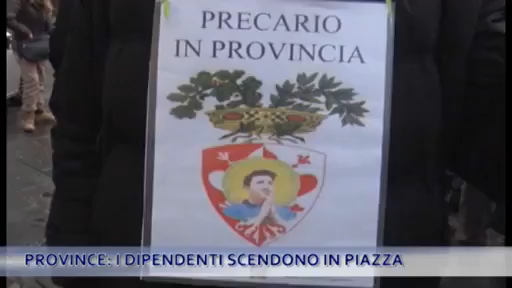 PRECARIO
IN PROVINCIA
PROVINCE: I DIPENDENTI SCENDONO IN PIAZZA